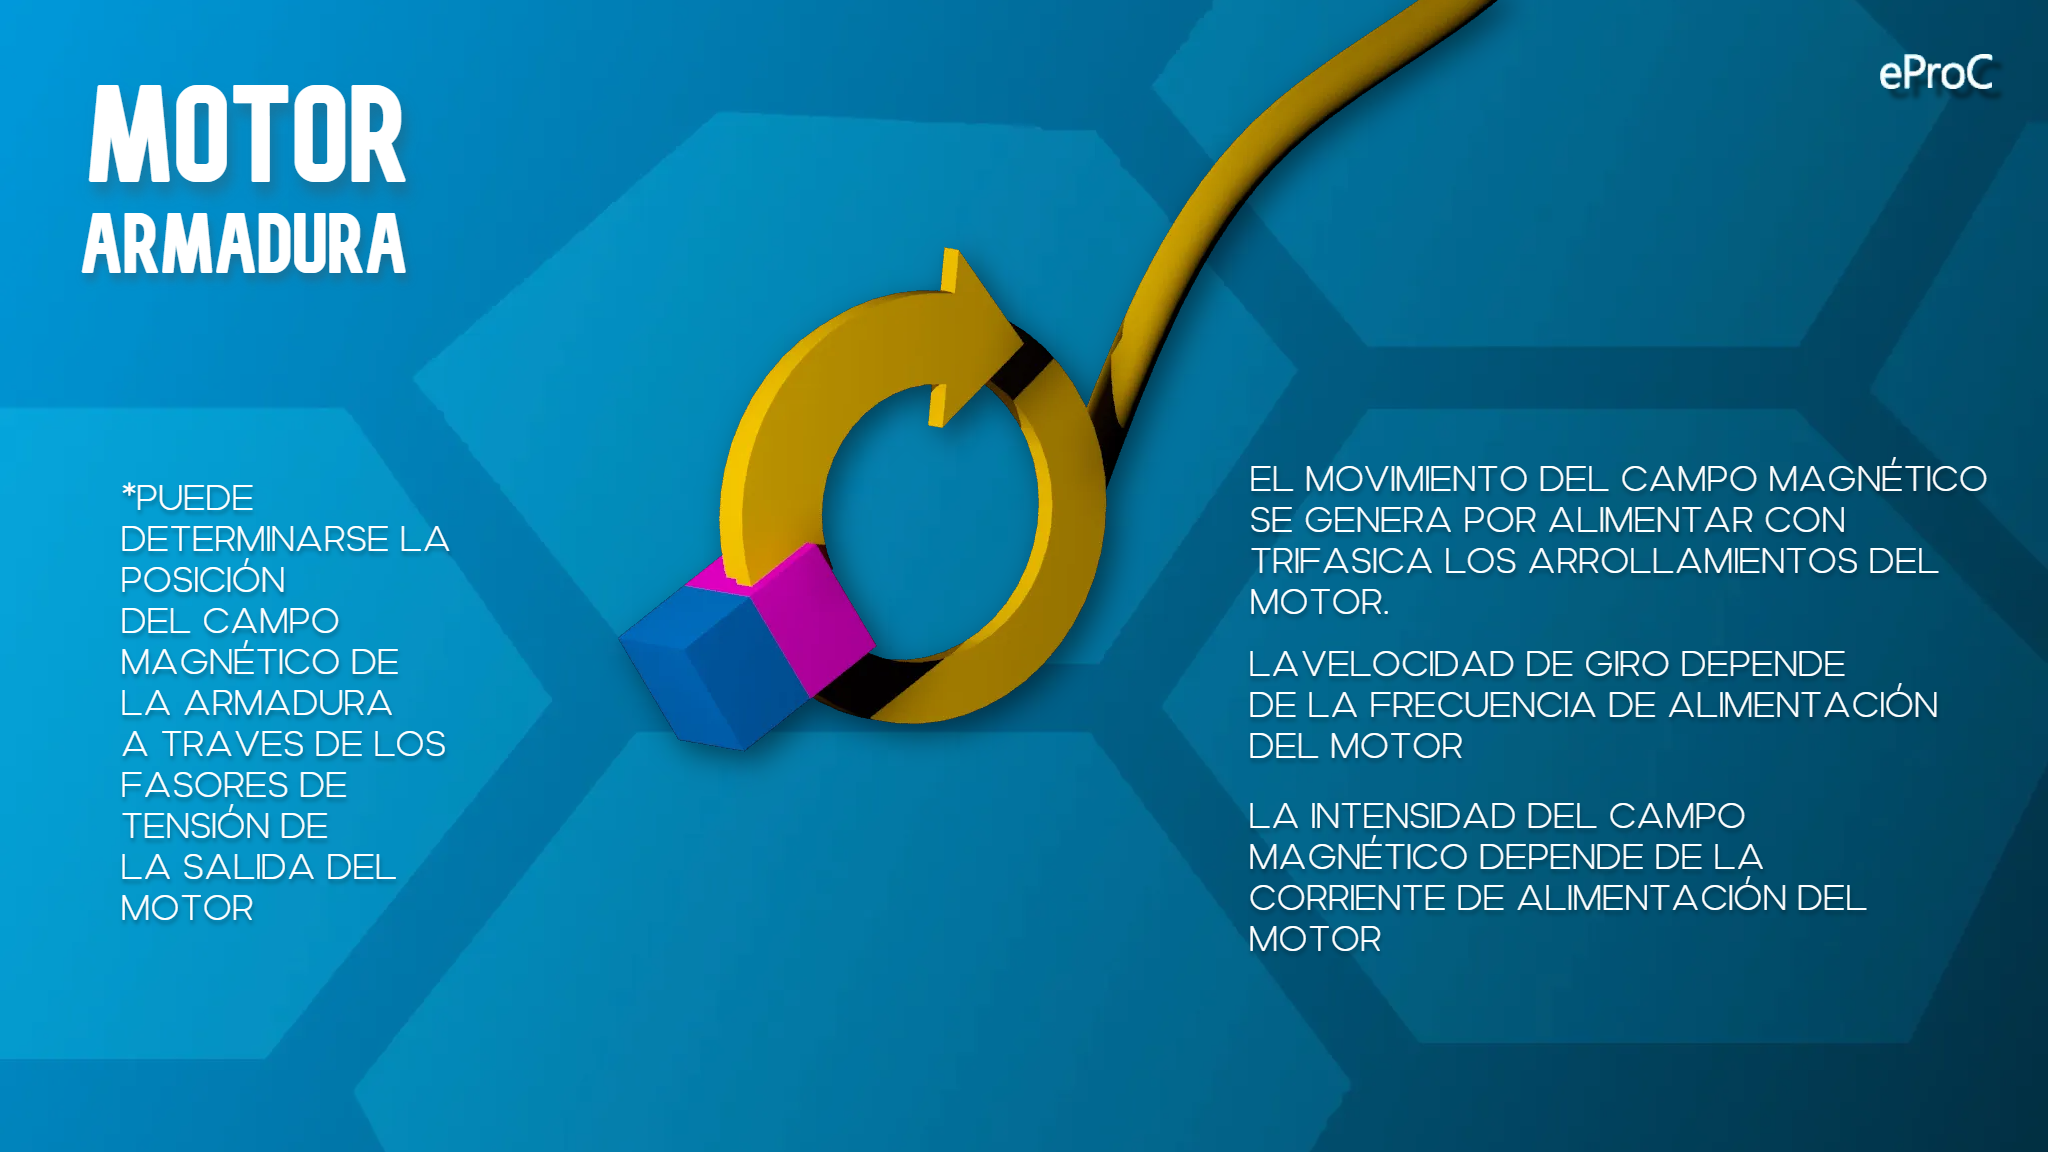 MOTOR
ARMADURA
eProC
*PUEDE
DETERMINARSE LA
POSICIÓN
DEL CAMPO
MAGNÉTICO DE
LA ARMADURA
A TRAVES DE LOS
FASORES DE
TENSIÓN DE
LA SALIDA DEL
MOTOR
EL MOVIMIENTO DEL CAMPO MAGNÉTICO
SE GENERA POR ALIMENTAR CON
TRIFASICA LOS ARROLLAMIENTOS DEL
MOTOR.
LAVELOCIDAD DE GIRO DEPENDE
DE LA FRECUENCIA DE ALIMENTACIÓN
DEL MOTOR
LA INTENSIDAD DEL CAMPO
MAGNÉTICO DEPENDE DE LA
CORRIENTE DE ALIMENTACIÓN DEL
MOTOR